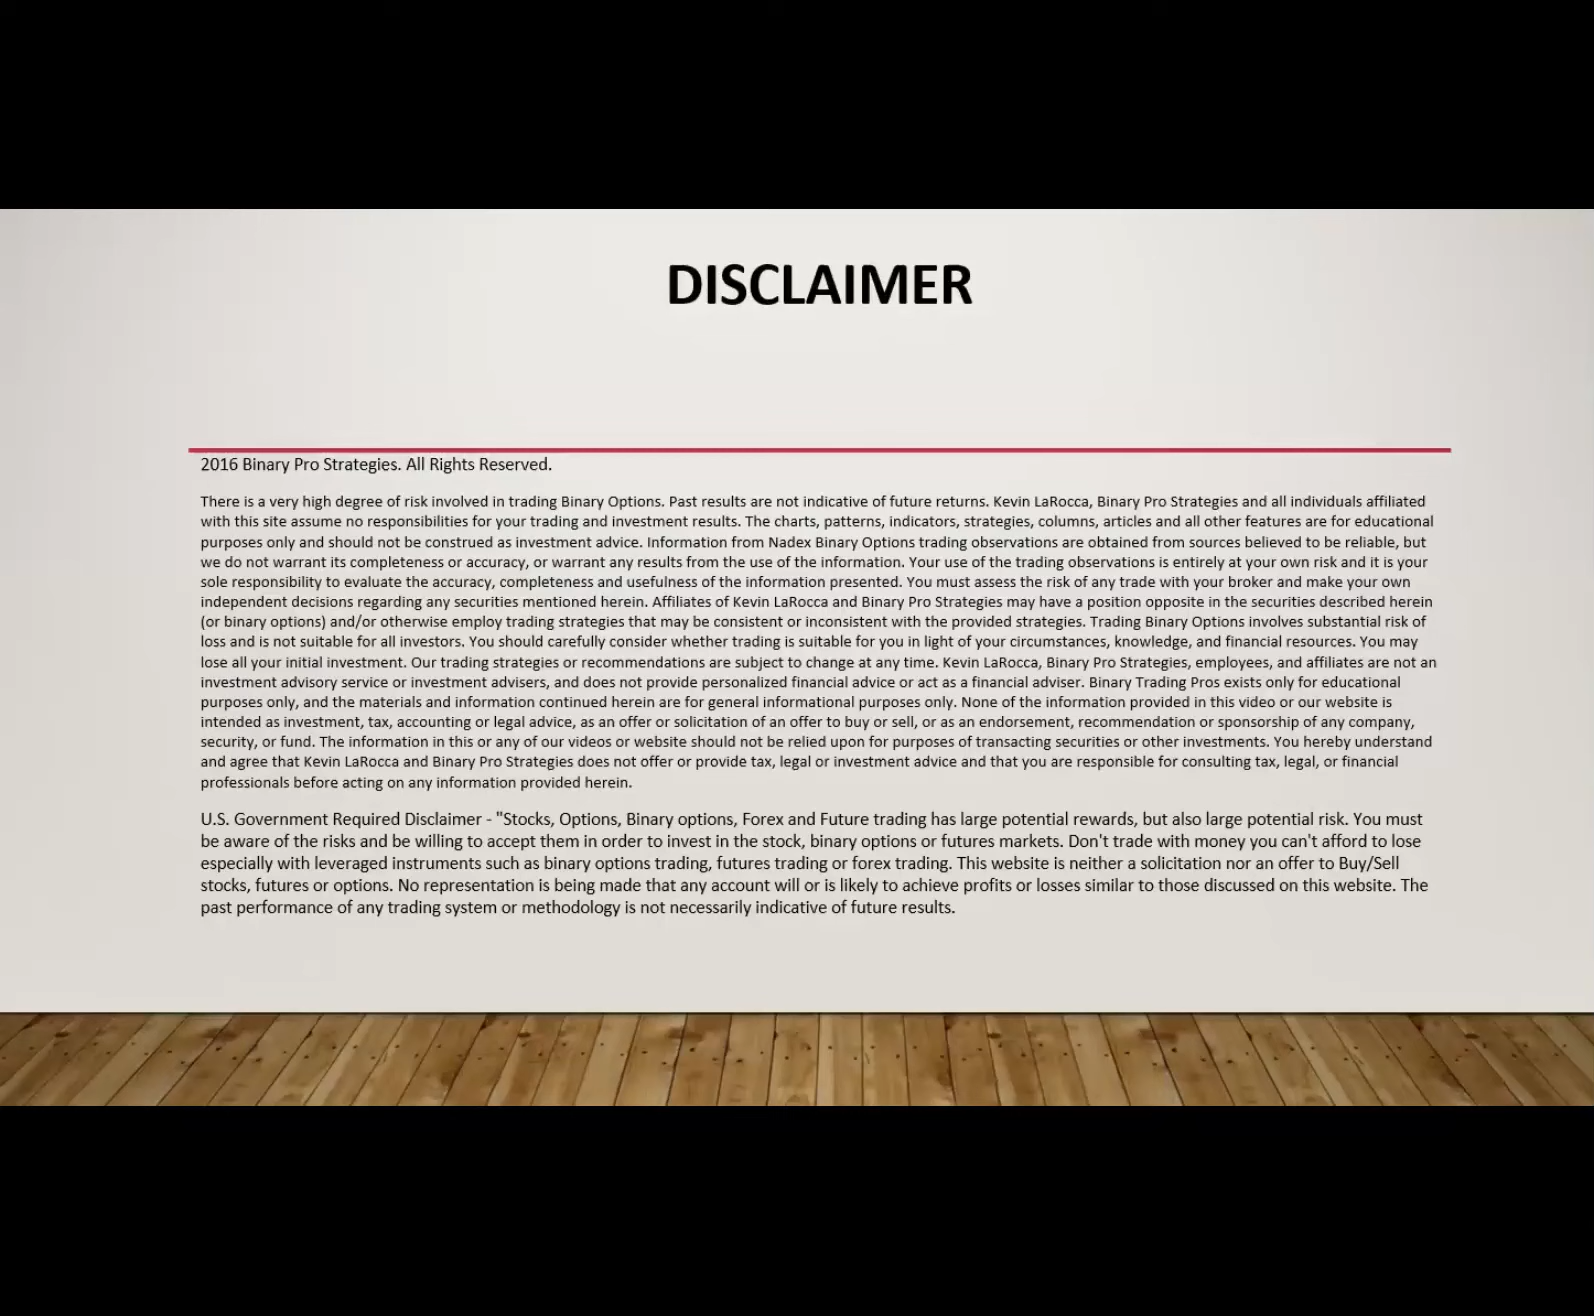 DISCLAIMER
2016 Binary Pro Strategies. All Rights Reserved.
There is a very high degree of risk involved in trading Binary Options. Past results are not indicative of future returns. Kevin LaRocca, Binary Pro Strategies and all individuals affiliated
with this site assume no responsibilities for your trading and investment results. The charts, patterns, indicators, strategies, columns, articles and all other features are for educational
purposes only and should not be construed as investment advice. Information from Nadex Binary Options trading observations are obtained from sources believed to be reliable, but
we do not warrant its completeness or accuracy, or warrant any results from the use of the information. Your use of the trading observations is entirely at your own risk and it is your
sole responsibility to evaluate the accuracy, completeness and usefulness of the information presented. You must assess the risk of any trade with your broker and make your own
independent decisions regarding any securities mentioned herein. Affiliates of Kevin LaRocca and Binary Pro Strategies may have a position opposite in the securities described herein
(or binary options) and/or otherwise employ trading strategies that may be consistent or inconsistent with the provided strategies. Trading Binary Options involves substantial risk of
loss and is not suitable for all investors. You should carefully consider whether trading is suitable for you in light of your circumstances, knowledge, and financial resources. You may
lose all your initial investment. Our trading strategies or recommendations are subject to change at any time. Kevin LaRocca, Binary Pro Strategies, employees, and affiliates are not an
investment advisory service or investment advisers, and does not provide personalized financial advice or act as a financial adviser. Binary Trading Pros exists only for educational
purposes only, and the materials and information continued herein are for general informational purposes only. None of the information provided in this video or our website is
intended as investment, tax, accounting or legal advice, as an offer or solicitation of an offer to buy or sell, or as an endorsement, recommendation or sponsorship of any company,
security, or fund. The information in this or any of our videos or website should not be relied upon for purposes of transacting securities or other investments. You hereby understand
and agree that Kevin LaRocca and Binary Pro Strategies does not offer or provide tax, legal or investment advice and that you are responsible for consulting tax, legal, or financial
professionals before acting on any information provided herein.
U.S. Government Required Disclaimer - "Stocks, Options, Binary options, Forex and Future trading has large potential rewards, but also large potential risk. You must
be aware of the risks and be willing to accept them in order to invest in the stock, binary options or futures markets. Don't trade with money you can't afford to lose
especially with leveraged instruments such as binary options trading, futures trading or forex trading. This website is neither a solicitation nor an offer to Buy/Sell
stocks, futures or options. No representation is being made that any account will or is likely to achieve profits or losses similar to those discussed on this website. The
past performance of any trading system or methodology is not necessarily indicative of future results.